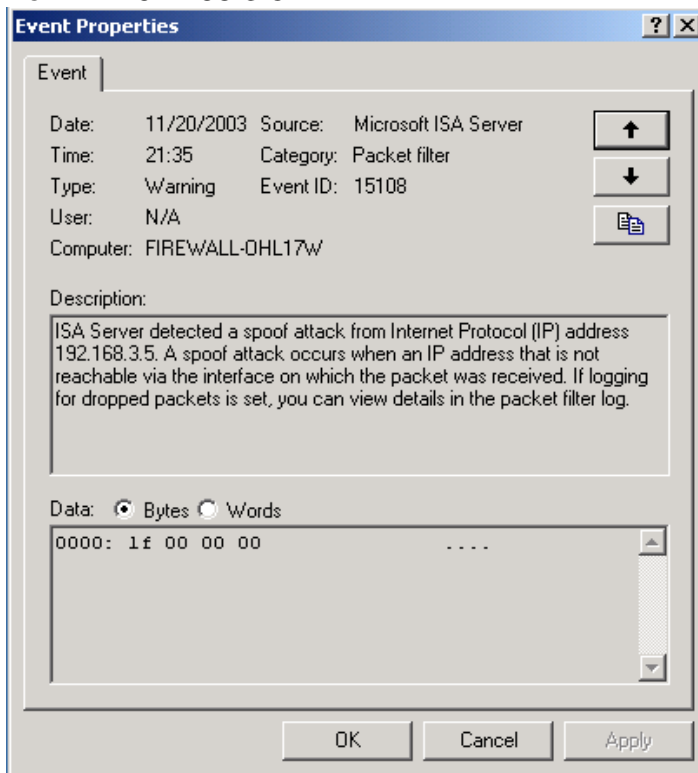 Event Properties
Event
Date: 11/20/2003 Source: Microsoft ISA Server
Time: 21:35 Category: Packet filter
Type: Warning Event ID: 15108
User: N/A
Computer: FIREWALL-OHL17W
Description:
ISA Server detected a spoof attack from Internet Protocol (IP) address
192.168.3.5. A spoof attack occurs when an IP address that is not
reachable via the interface on which the packet was received. If logging
for dropped packets is set, you can view details in the packet filter log.
Data: Bytes Words
0000: 1f 00 00 00 ....
OK Cancel Apply